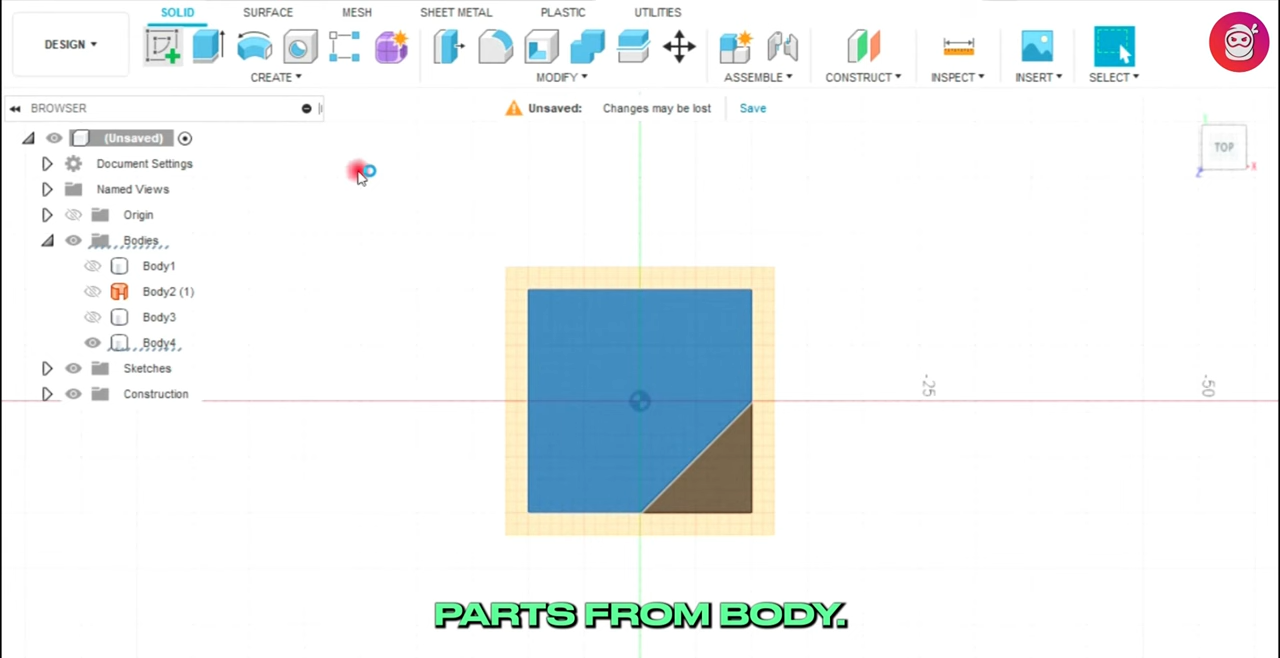 SOLID SURFACE MESH SHEET METAL PLASTIC UTILITIES
DESIGN
CREATE MODIFY ASSEMBLE CONSTRUCT INSPECT INSERT SELECT
BROWSER
Unsaved: Changes may be lost Save
(Unsaved)
Document Settings
Named Views
Origin
Bodies
Body1
Body2 (1)
Body3
Body4
Sketches
Construction
TOP
X
Z
-25
-50
PARTS FROM BODY.